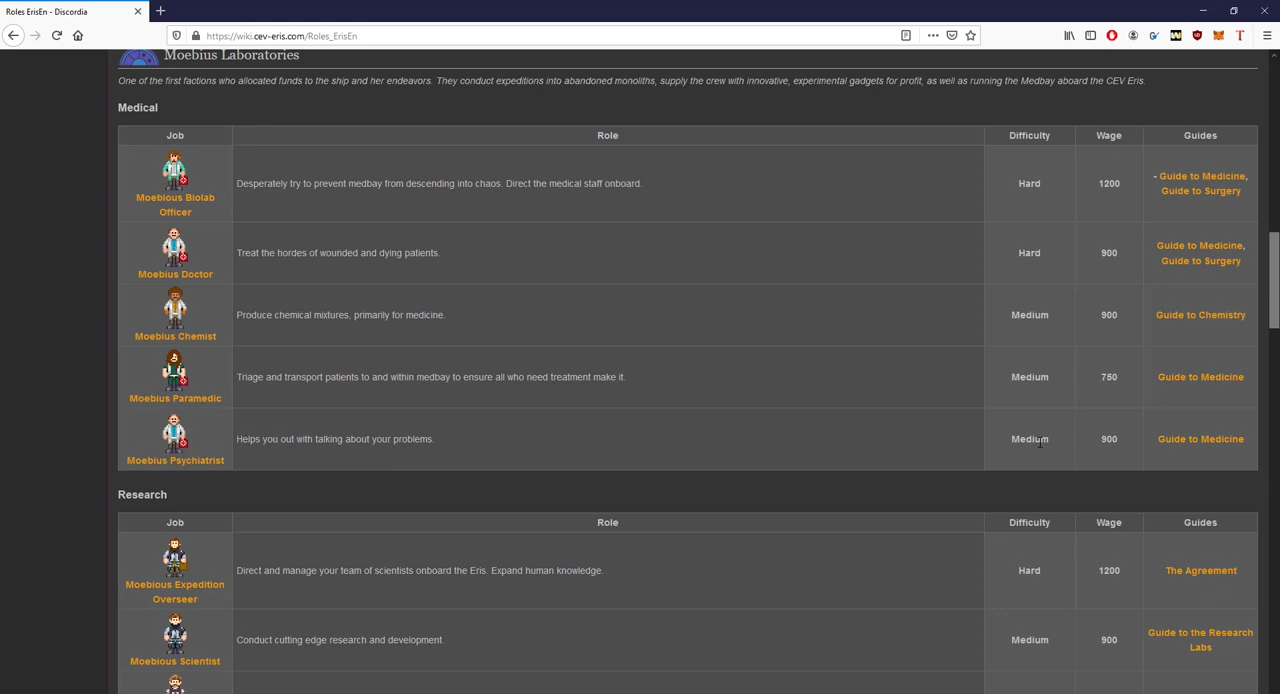 Roles ErisEn - Discordia
https://wiki.cev-eris.com/Roles_ErisEn
Moebius Laboratories
One of the first factions who allocated funds to the ship and her endeavors. They conduct expeditions into abandoned monoliths, supply the crew with innovative, experimental gadgets for profit, as well as running the Medbay aboard the CEV Eris.
Medical
Job Role Difficulty Wage Guides
Moebious Biolab
Officer
Desperately try to prevent medbay from descending into chaos. Direct the medical staff onboard.
Hard
1200
- Guide to Medicine,
Guide to Surgery
Moebius Doctor
Treat the hordes of wounded and dying patients.
Hard
900
Guide to Medicine,
Guide to Surgery
Moebius Chemist
Produce chemical mixtures, primarily for medicine.
Medium
900
Guide to Chemistry
Moebius Paramedic
Triage and transport patients to and within medbay to ensure all who need treatment make it.
Medium
750
Guide to Medicine
Moebius Psychiatrist
Helps you out with talking about your problems.
Medium
900
Guide to Medicine
Research
Job Role Difficulty Wage Guides
Moebious Expedition
Overseer
Direct and manage your team of scientists onboard the Eris. Expand human knowledge.
Hard
1200
The Agreement
Moebious Scientist
Conduct cutting edge research and development.
Medium
900
Guide to the Research
Labs